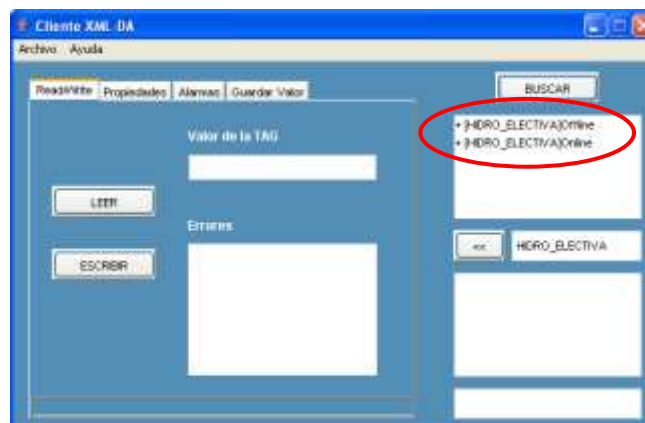 Cliente XML-DA
Archivo Ayuda
Read/Write Propiedades Alarmas Guardar Valor
BUSCAR
Valor de la TAG
+ [HIDRO_ELECTIVA]Offline
+ [HIDRO_ELECTIVA]Online
LEER
Errores
<< HIDRO_ELECTIVA
ESCRIBIR